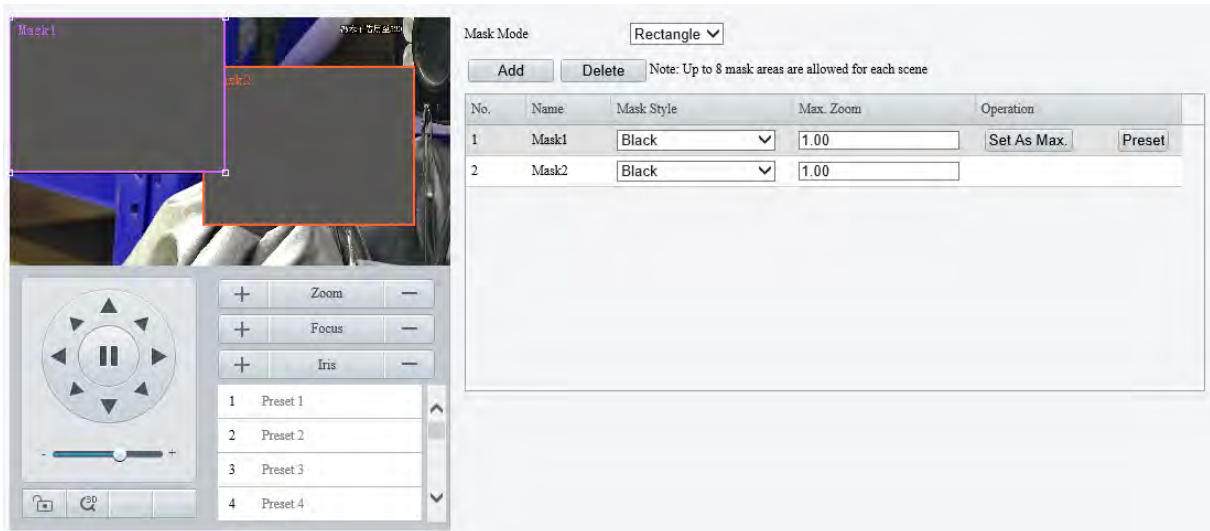 Mask1
Mask Mode
Rectangle
Add
Delete
Note: Up to 8 mask areas are allowed for each scene
No.
Name
Mask Style
Max. Zoom
Operation
1
Mask1
Black
1.00
Set As Max.
Preset
2
Mask2
Black
1.00
+
Zoom
—
+
Focus
—
+
Iris
—
1 Preset 1
2 Preset 2
3 Preset 3
4 Preset 4
-
+
3D